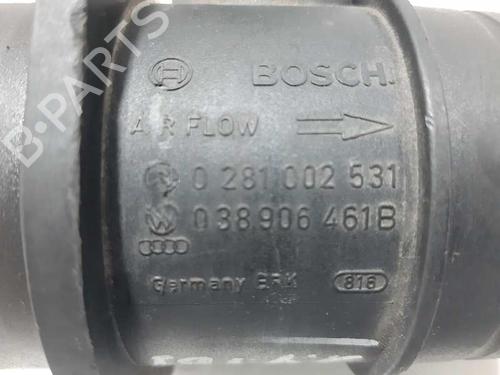 BOSCH
AIR FLOW
0 281 002 531
038 906 461B
Germany BRK
816
B-PARTS